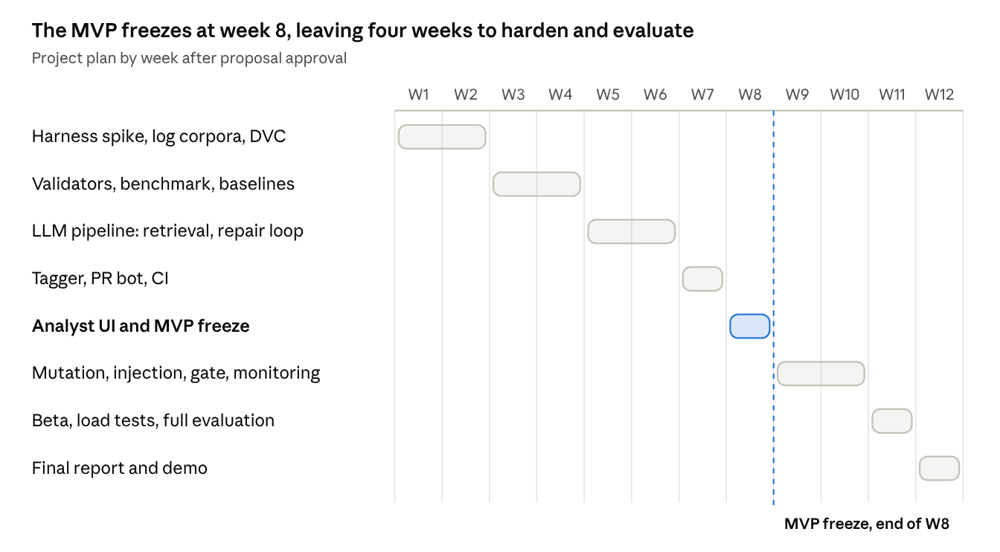 The MVP freezes at week 8, leaving four weeks to harden and evaluate
Project plan by week after proposal approval
W1 W2 W3 W4 W5 W6 W7 W8 W9 W10 W11 W12
Harness spike, log corpora, DVC
Validators, benchmark, baselines
LLM pipeline: retrieval, repair loop
Tagger, PR bot, CI
Analyst UI and MVP freeze
Mutation, injection, gate, monitoring
Beta, load tests, full evaluation
Final report and demo
MVP freeze, end of W8